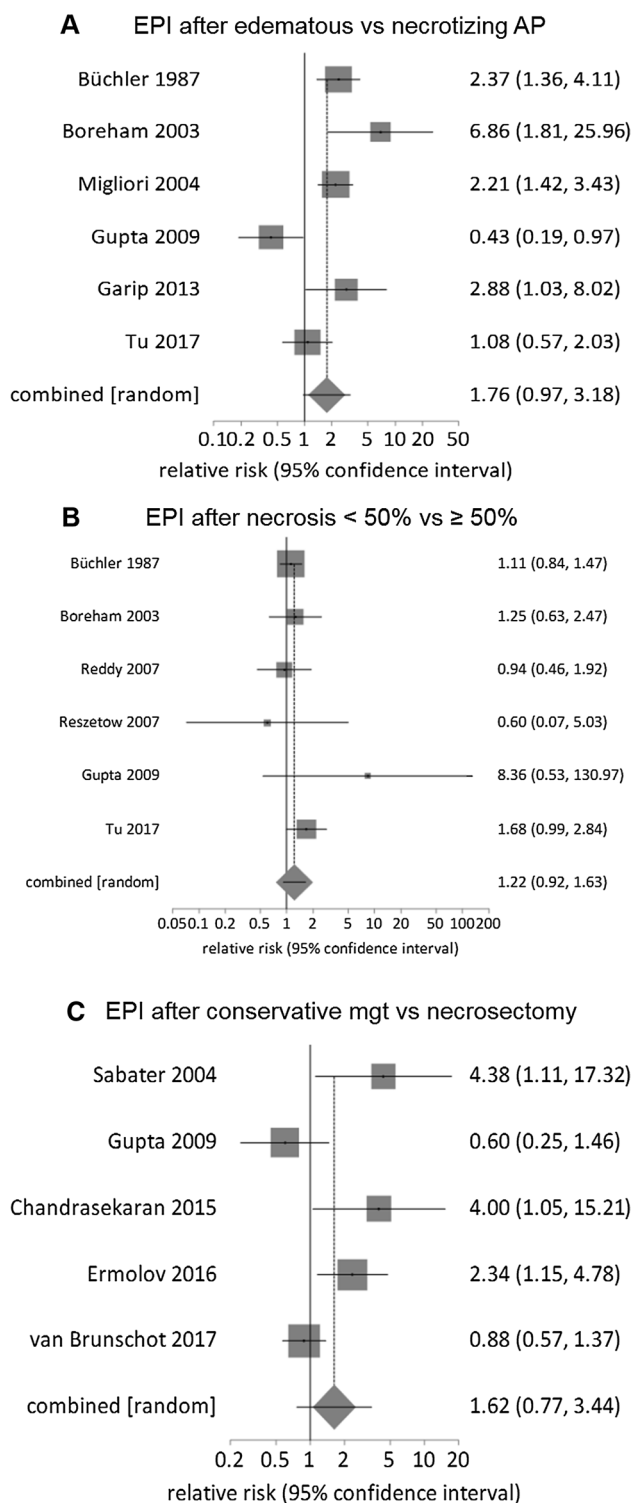 A EPI after edematous vs necrotizing AP
Büchler 1987 2.37 (1.36, 4.11)
Boreham 2003 6.86 (1.81, 25.96)
Migliori 2004 2.21 (1.42, 3.43)
Gupta 2009 0.43 (0.19, 0.97)
Garip 2013 2.88 (1.03, 8.02)
Tu 2017 1.08 (0.57, 2.03)
combined [random] 1.76 (0.97, 3.18)
0.1 0.2 0.5 1 2 5 10 20 50
relative risk (95% confidence interval)
B EPI after necrosis < 50% vs ≥ 50%
Büchler 1987 1.11 (0.84, 1.47)
Boreham 2003 1.25 (0.63, 2.47)
Reddy 2007 0.94 (0.46, 1.92)
Reszetow 2007 0.60 (0.07, 5.03)
Gupta 2009 8.36 (0.53, 130.97)
Tu 2017 1.68 (0.99, 2.84)
combined [random] 1.22 (0.92, 1.63)
0.05 0.1 0.2 0.5 1 2 5 10 20 50 100 200
relative risk (95% confidence interval)
C EPI after conservative mgt vs necrosectomy
Sabater 2004 4.38 (1.11, 17.32)
Gupta 2009 0.60 (0.25, 1.46)
Chandrasekaran 2015 4.00 (1.05, 15.21)
Ermolov 2016 2.34 (1.15, 4.78)
van Brunschot 2017 0.88 (0.57, 1.37)
combined [random] 1.62 (0.77, 3.44)
0.2 0.5 1 2 5 10 20
relative risk (95% confidence interval)